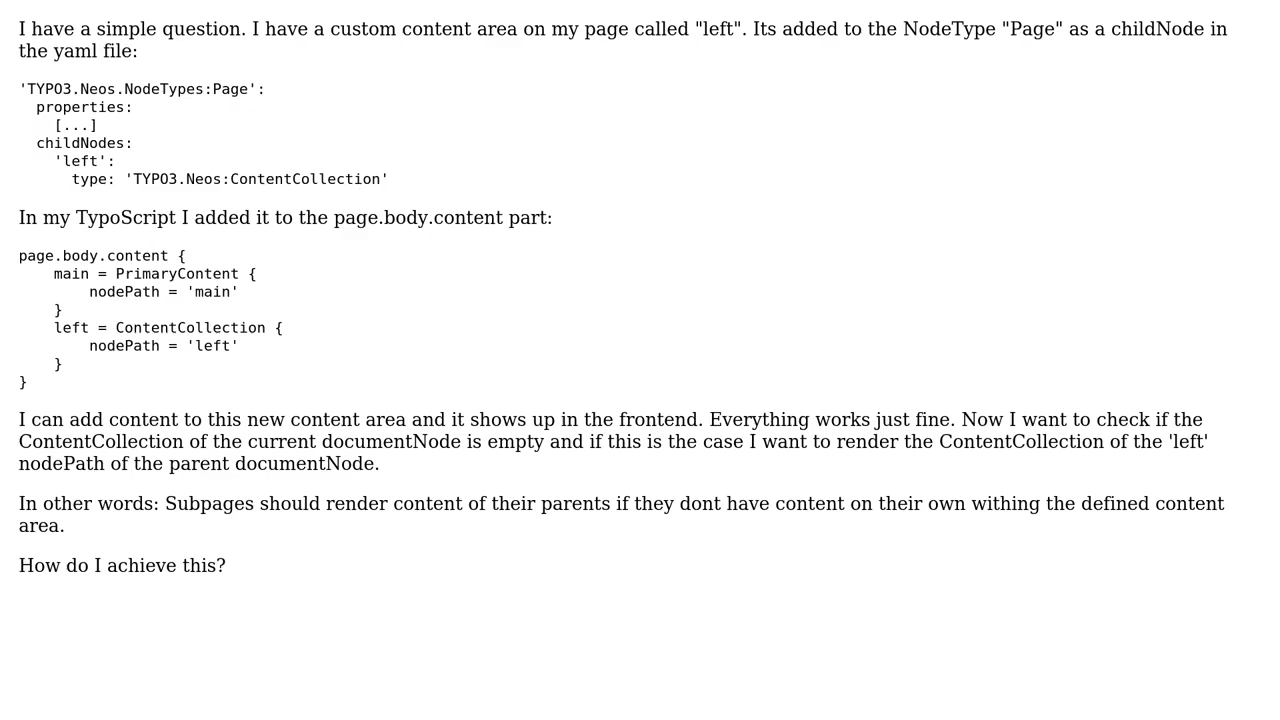 I have a simple question. I have a custom content area on my page called "left". Its added to the NodeType "Page" as a childNode in
the yaml file:
'TYPO3.Neos.NodeTypes:Page':
  properties:
    [...]
  childNodes:
    'left':
      type: 'TYPO3.Neos:ContentCollection'
In my TypoScript I added it to the page.body.content part:
page.body.content {
    main = PrimaryContent {
        nodePath = 'main'
    }
    left = ContentCollection {
        nodePath = 'left'
    }
}
I can add content to this new content area and it shows up in the frontend. Everything works just fine. Now I want to check if the
ContentCollection of the current documentNode is empty and if this is the case I want to render the ContentCollection of the 'left'
nodePath of the parent documentNode.
In other words: Subpages should render content of their parents if they dont have content on their own withing the defined content
area.
How do I achieve this?